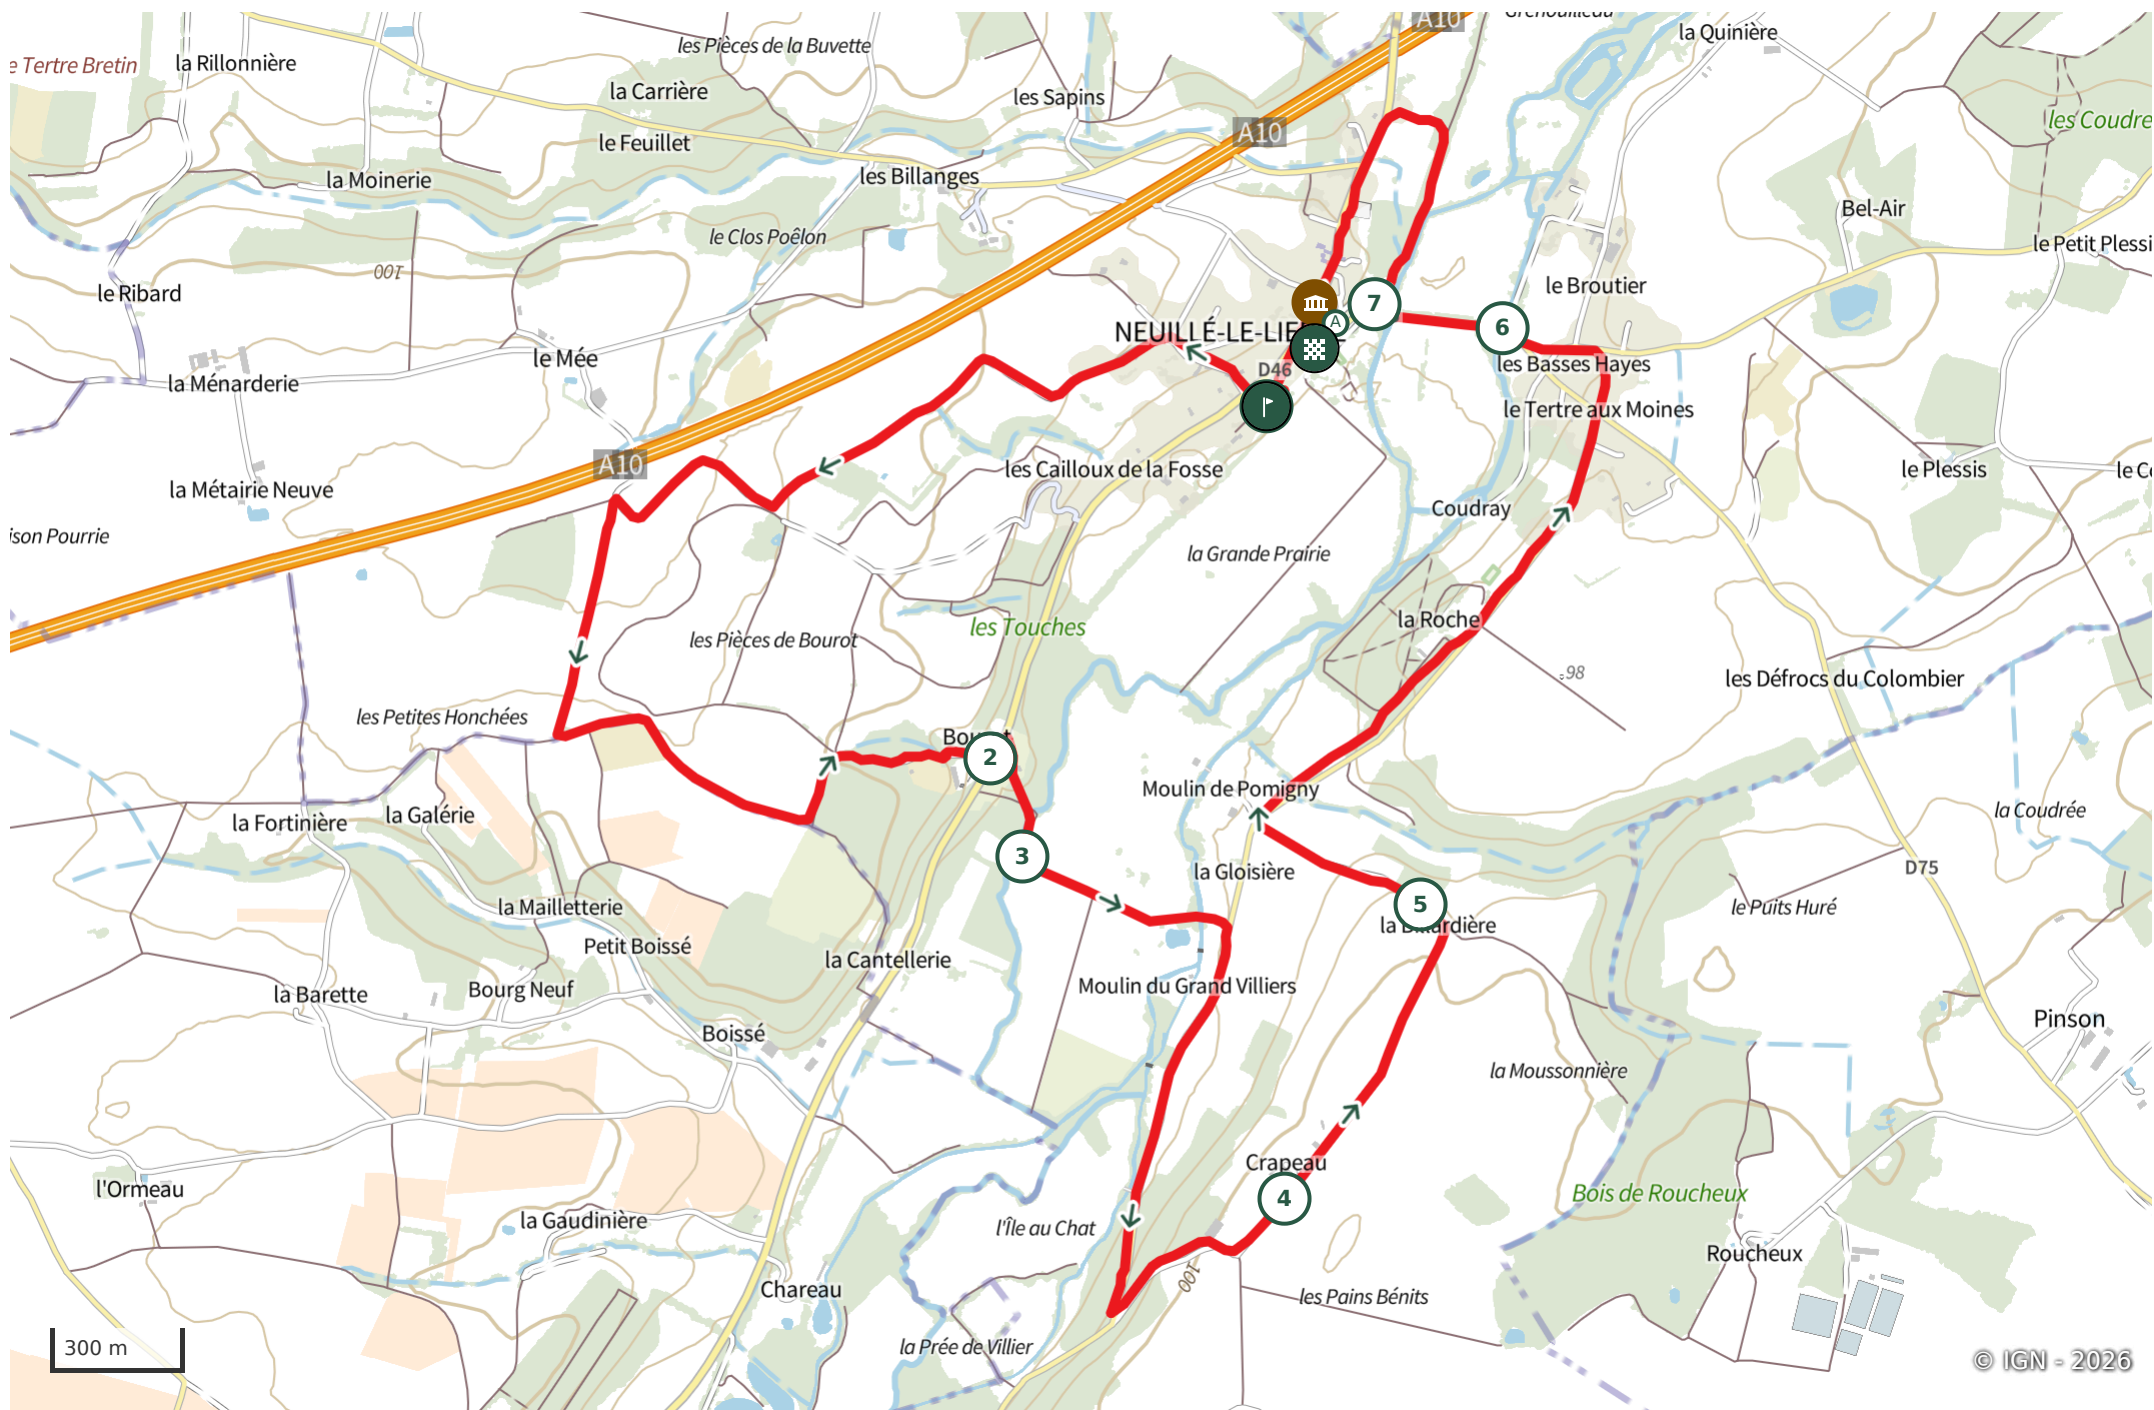 A10
Grenouilleau
la Quinière
les Pièces de la Buvette
e Tertre Bretin
la Rillonnière
la Carrière
les Sapins
les Coudre
A10
le Feuillet
la Moinerie
les Billanges
Bel-Air
le Clos Poêlon
le Petit Plessi
100
le Ribard
le Broutier
7
A
6
NEUILLÉ-LE-LIE
le Mée
les Basses Hayes
D46
la Ménarderie
le Tertre aux Moines
A10
les Cailloux de la Fosse
le Plessis
le Co
la Métairie Neuve
Coudray
ison Pourrie
la Grande Prairie
les Touches
la Roche
les Pièces de Bourot
98
les Défrocs du Colombier
les Petites Honchées
2
Moulin de Pomigny
la Coudrée
la Galérie
la Fortinière
3
D75
la Gloisière
5
la Mailletterie
le Puits Huré
Petit Boissé
la Cantellerie
Moulin du Grand Villiers
Bourg Neuf
la Barette
Pinson
Boissé
la Moussonnière
Crapeau
l'Ormeau
4
Bois de Roucheux
la Gaudinière
l'Île au Chat
Roucheux
100
Chareau
les Pains Bénits
la Prée de Villier
300 m
© IGN - 2026